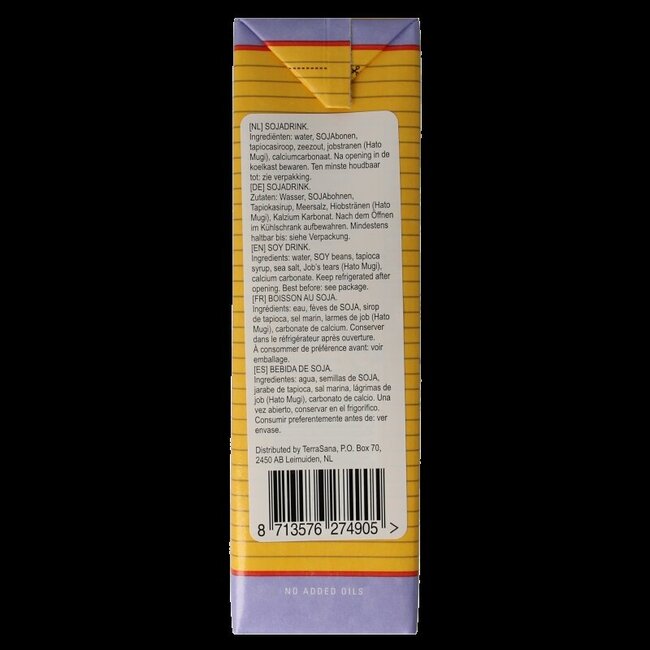 [NL] SOJADRINK.
Ingrediënten: water, SOJAbonen,
tapiocasiroop, zeezout, jobstranen (Hato
Mugi), calciumcarbonaat. Na opening in de
koelkast bewaren. Ten minste houdbaar
tot: zie verpakking.
[DE] SOJADRINK.
Zutaten: Wasser, SOJAbohnen,
Tapiokasirup, Meersalz, Hiobstränen (Hato
Mugi), Kalzium Karbonat. Nach dem Öffnen
im Kühlschrank aufbewahren. Mindestens
haltbar bis: siehe Verpackung.
[EN] SOY DRINK.
Ingredients: water, SOY beans, tapioca
syrup, sea salt, Job's tears (Hato Mugi),
calcium carbonate. Keep refrigerated after
opening. Best before: see package.
[FR] BOISSON AU SOJA.
Ingrédients: eau, fèves de SOJA, sirop
de tapioca, sel marin, larmes de job (Hato
Mugi), carbonate de calcium. Conserver
dans le réfrigérateur après ouverture.
À consommer de préférence avant: voir
emballage.
[ES] BEBIDA DE SOJA.
Ingredientes: agua, semillas de SOJA,
jarabe de tapioca, sal marina, lágrimas de
job (Hato Mugi), carbonato de calcio. Una
vez abierto, conservar en el frigorífico.
Consumir preferentemente antes de: ver
envase.
Distributed by TerraSana, P.O. Box 70,
2450 AB Leimuiden, NL
8 713576 274905 >
NO ADDED OILS